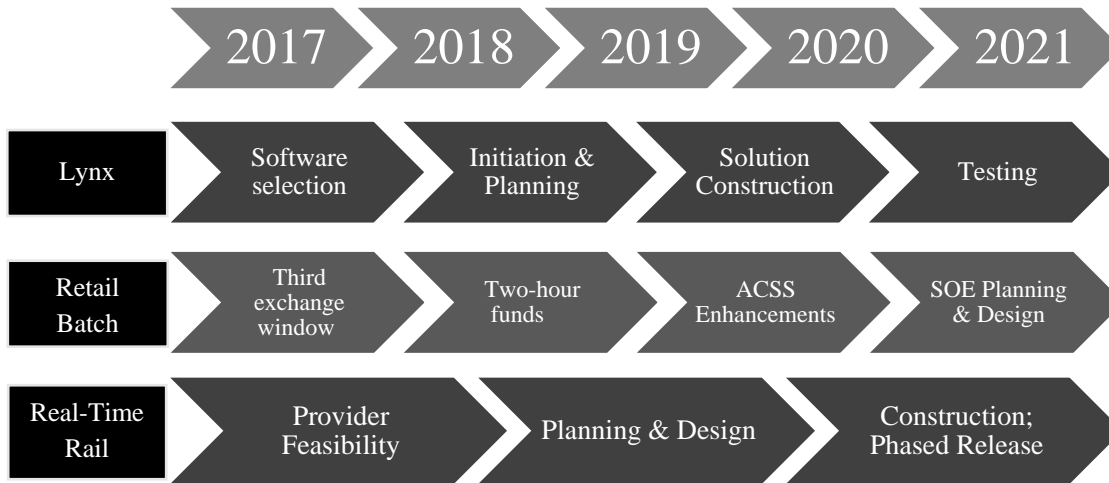 2017 2018 2019 2020 2021
Lynx
Software
selection
Initiation &
Planning
Solution
Construction
Testing
Retail
Batch
Third
exchange
window
Two-hour
funds
ACSS
Enhancements
SOE Planning
& Design
Real-Time
Rail
Provider
Feasibility
Planning & Design
Construction;
Phased Release